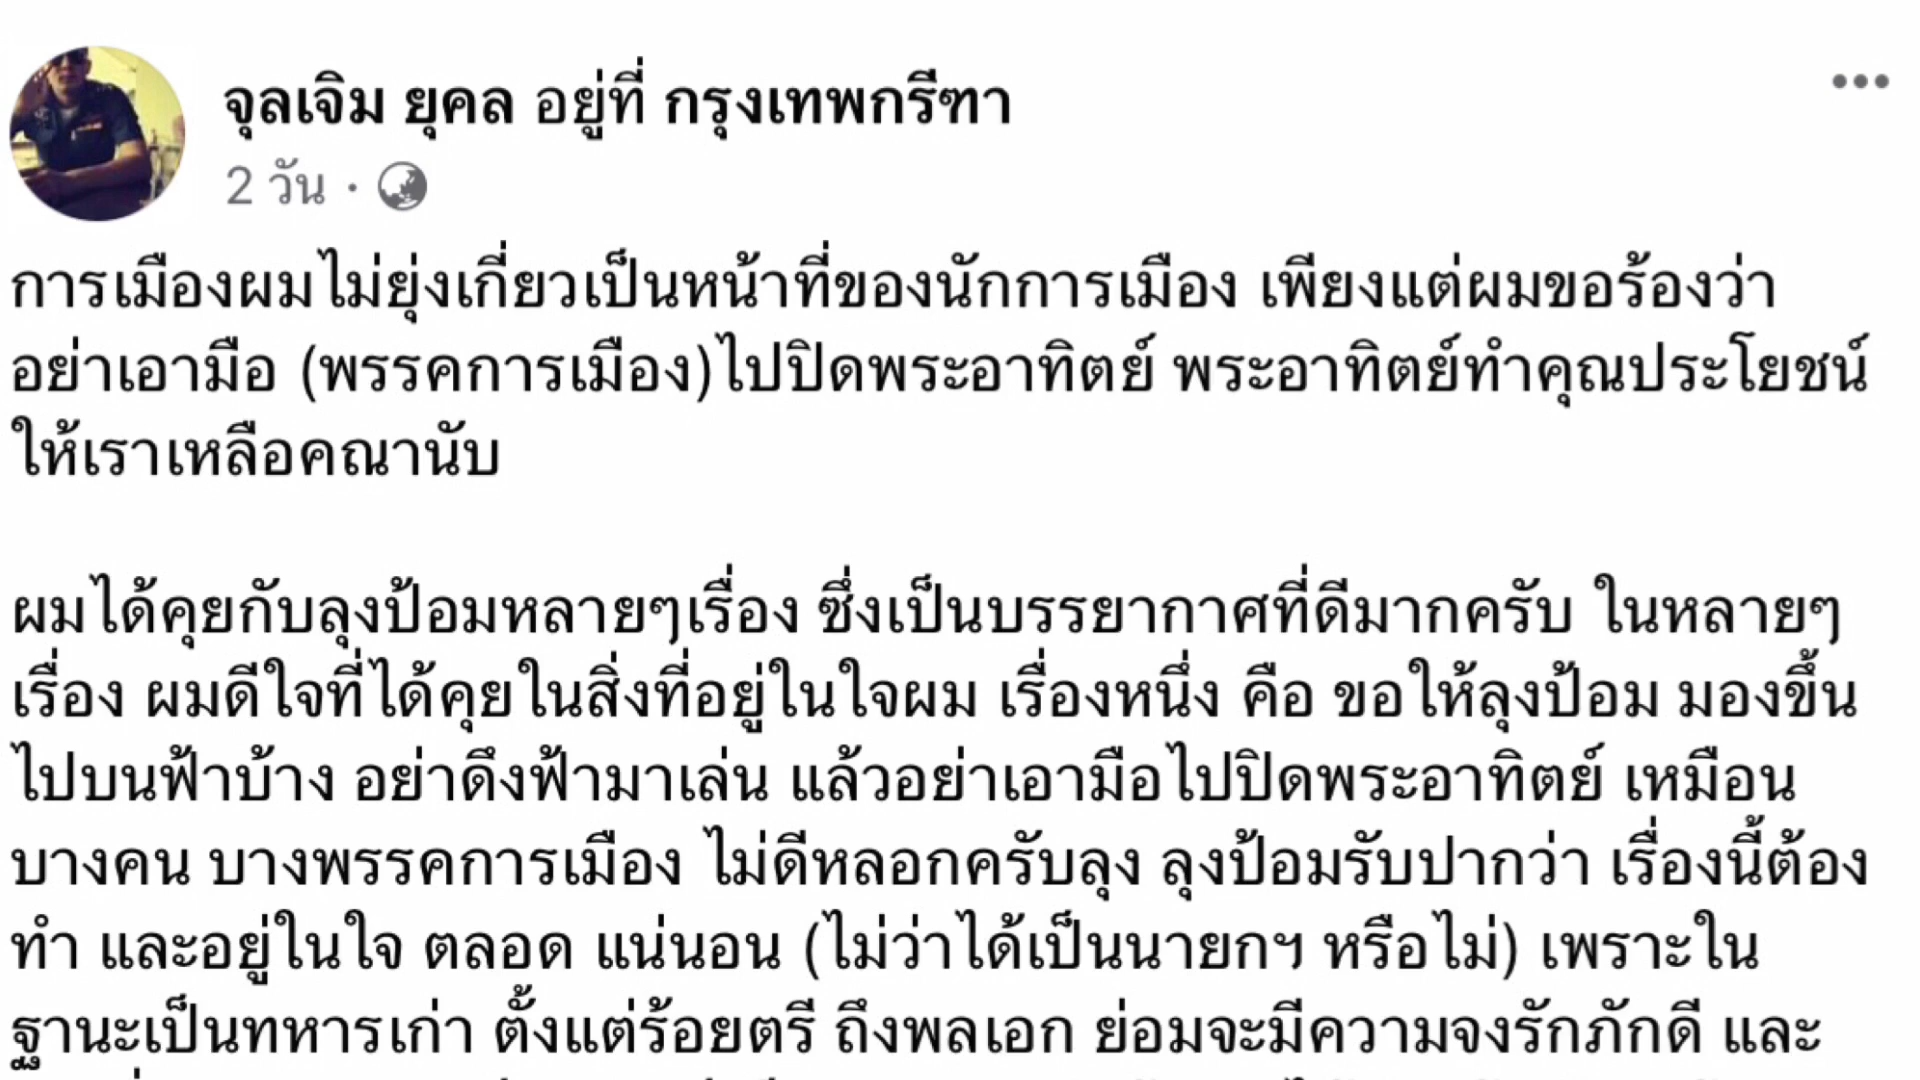 จุลเจิม ยุคล อยู่ที่ กรุงเทพกรีฑา
2 วัน ·
การเมืองผมไม่ยุ่งเกี่ยวเป็นหน้าที่ของนักการเมือง เพียงแต่ผมขอร้องว่า
อย่าเอามือ (พรรคการเมือง)ไปปิดพระอาทิตย์ พระอาทิตย์ทำคุณประโยชน์
ให้เราเหลือคณานับ
ผมได้คุยกับลุงป้อมหลายๆเรื่อง ซึ่งเป็นบรรยากาศที่ดีมากครับ ในหลายๆ
เรื่อง ผมดีใจที่ได้คุยในสิ่งที่อยู่ในใจผม เรื่องหนึ่ง คือ ขอให้ลุงป้อม มองขึ้น
ไปบนฟ้าบ้าง อย่าดึงฟ้ามาเล่น แล้วอย่าเอามือไปปิดพระอาทิตย์ เหมือน
บางคน บางพรรคการเมือง ไม่ดีหลอกครับลุง ลุงป้อมรับปากว่า เรื่องนี้ต้อง
ทำ และอยู่ในใจ ตลอด แน่นอน (ไม่ว่าได้เป็นนายกฯ หรือไม่) เพราะใน
ฐานะเป็นทหารเก่า ตั้งแต่ร้อยตรี ถึงพลเอก ย่อมจะมีความจงรักภักดี และ